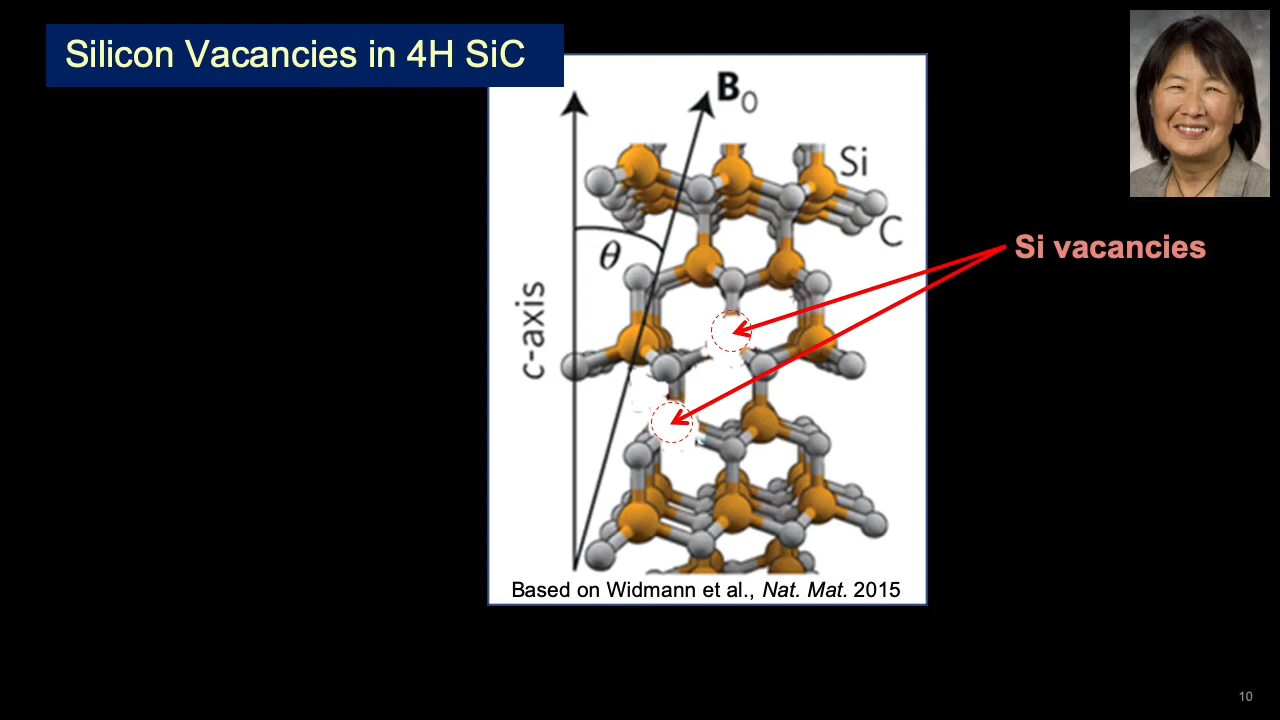 Silicon Vacancies in 4H SiC
B₀
Si
C
θ
c-axis
Si vacancies
Based on Widmann et al., Nat. Mat. 2015
10